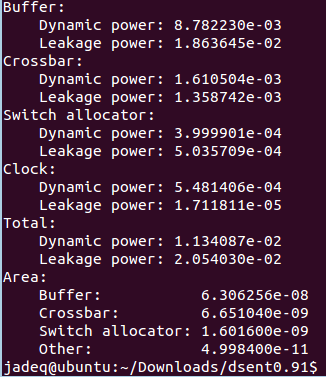 Buffer:
    Dynamic power: 8.782230e-03
    Leakage power: 1.863645e-02
Crossbar:
    Dynamic power: 1.610504e-03
    Leakage power: 1.358742e-03
Switch allocator:
    Dynamic power: 3.999901e-04
    Leakage power: 5.035709e-04
Clock:
    Dynamic power: 5.481406e-04
    Leakage power: 1.711811e-05
Total:
    Dynamic power: 1.134087e-02
    Leakage power: 2.054030e-02
Area:
    Buffer:           6.306256e-08
    Crossbar:         6.651040e-09
    Switch allocator: 1.601600e-09
    Other:            4.998400e-11
jadeq@ubuntu:~/Downloads/dsent0.91$